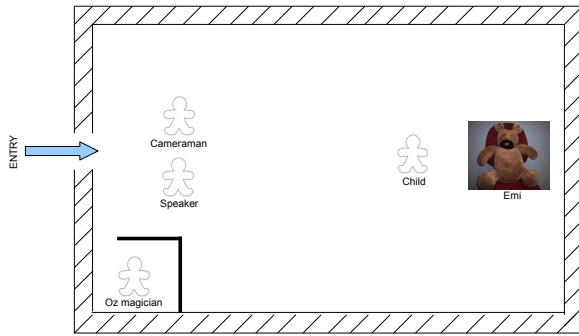 ENTRY
Cameraman
Speaker
Child
Emi
Oz magician